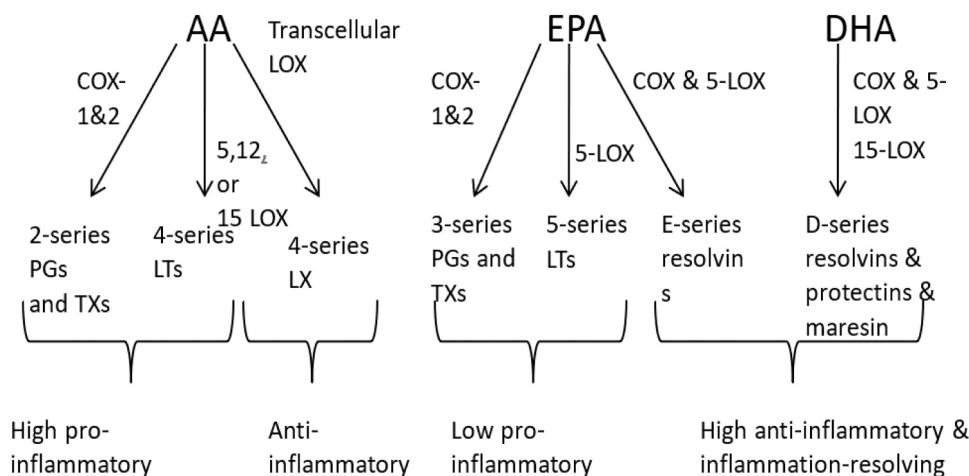 AA
Transcellular
LOX
EPA
DHA
COX-
1&2
5,12,
or
15 LOX
COX-
1&2
5-LOX
COX & 5-LOX
COX & 5-
LOX
15-LOX
2-series
PGs
and TXs
4-series
LTs
4-series
LX
3-series
PGs and
TXs
5-series
LTs
E-series
resolvin
s
D-series
resolvins &
protectins &
maresin
High pro-
inflammatory
Anti-
inflammatory
Low pro-
inflammatory
High anti-inflammatory &
inflammation-resolving